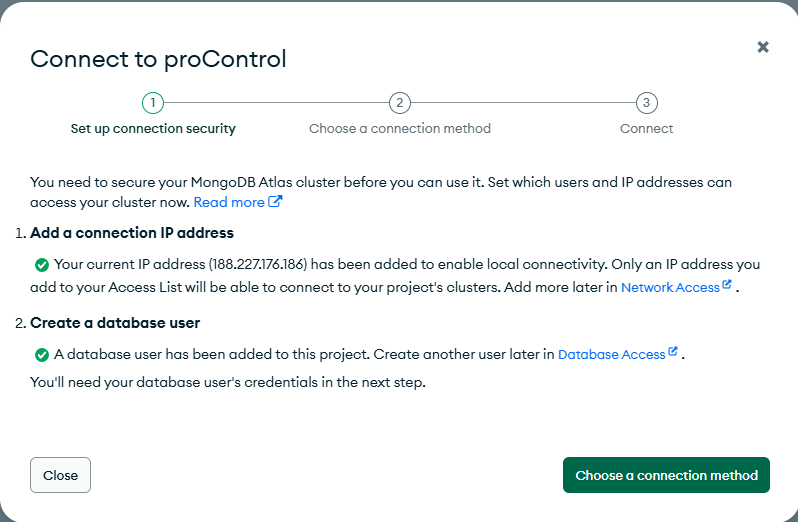 Connect to proControl
1
2
3
Set up connection security
Choose a connection method
Connect
You need to secure your MongoDB Atlas cluster before you can use it. Set which users and IP addresses can
access your cluster now. Read more
1. Add a connection IP address
Your current IP address (188.227.176.186) has been added to enable local connectivity. Only an IP address you
add to your Access List will be able to connect to your project's clusters. Add more later in Network Access .
2. Create a database user
A database user has been added to this project. Create another user later in Database Access .
You'll need your database user's credentials in the next step.
Close
Choose a connection method